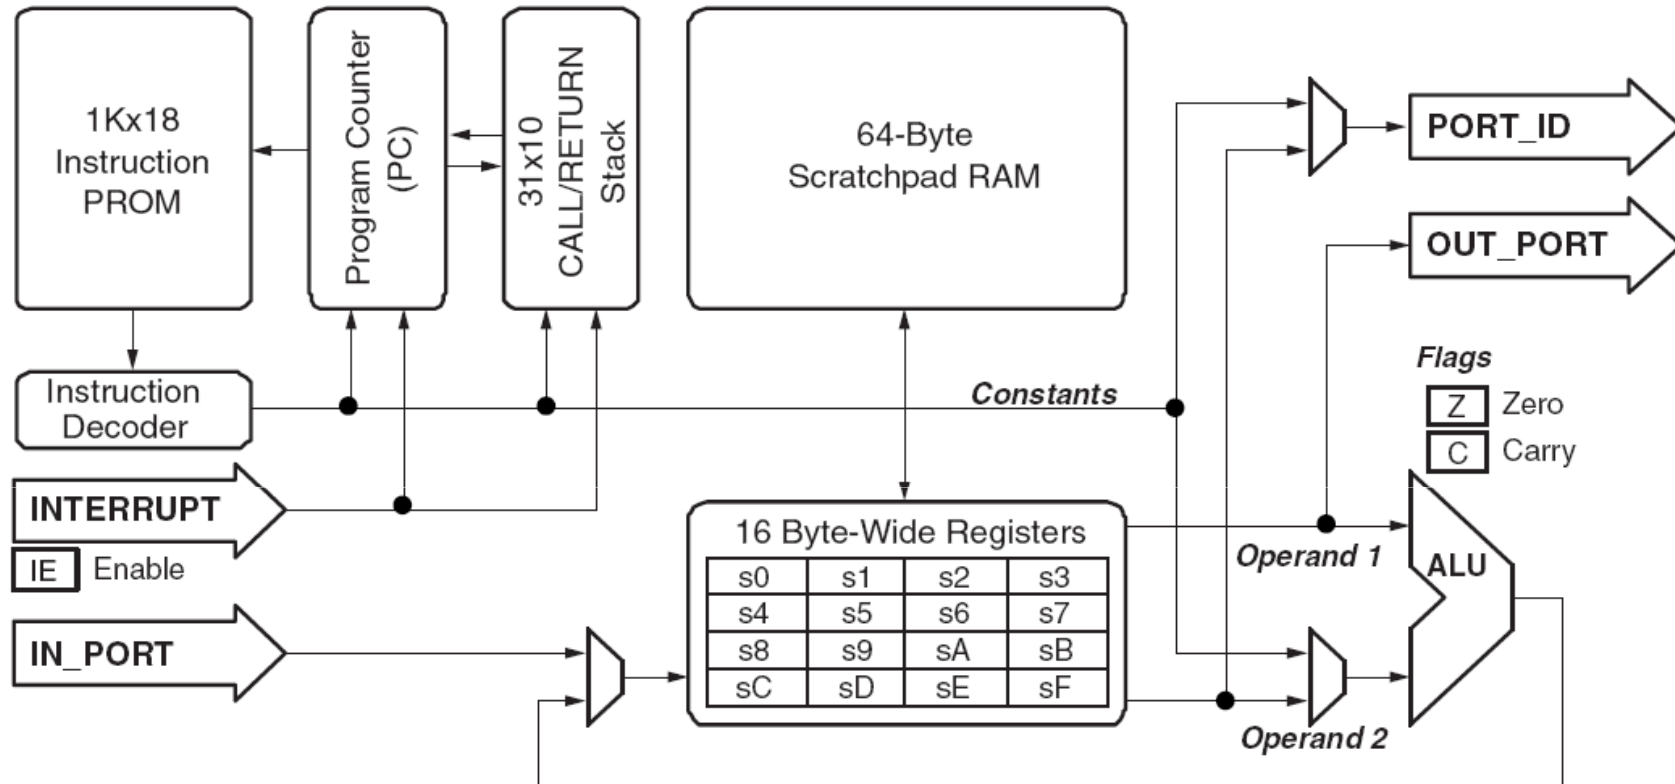 1Kx18
Instruction
PROM
Program Counter
(PC)
31x10
CALL/RETURN
Stack
64-Byte
Scratchpad RAM
PORT_ID
OUT_PORT
Instruction
Decoder
Constants
Flags
Z Zero
C Carry
INTERRUPT
IE Enable
IN_PORT
16 Byte-Wide Registers
s0 s1 s2 s3
s4 s5 s6 s7
s8 s9 sA sB
sC sD sE sF
Operand 1
ALU
Operand 2